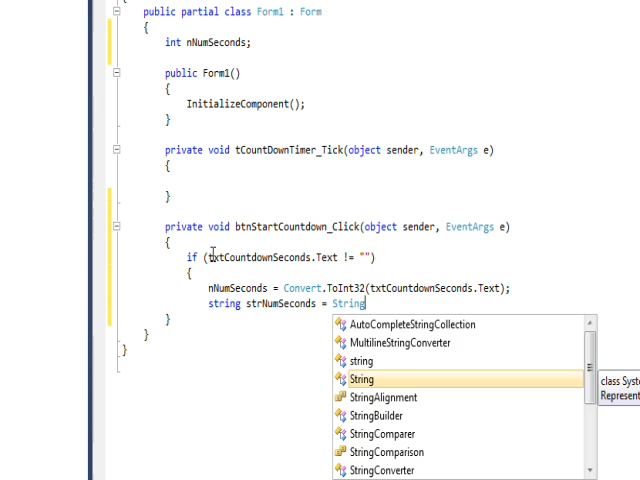 {
public partial class Form1 : Form
{
int nNumSeconds;
public Form1()
{
InitializeComponent();
}
private void tCountDownTimer_Tick(object sender, EventArgs e)
{
}
private void btnStartCountdown_Click(object sender, EventArgs e)
{
if (txtCountdownSeconds.Text != "")
{
nNumSeconds = Convert.ToInt32(txtCountdownSeconds.Text);
string strNumSeconds = String
}
}
}
AutoCompleteStringCollection
MultilineStringConverter
string
String
StringAlignment
StringBuilder
StringComparer
StringComparison
StringConverter
class Syst
Represent